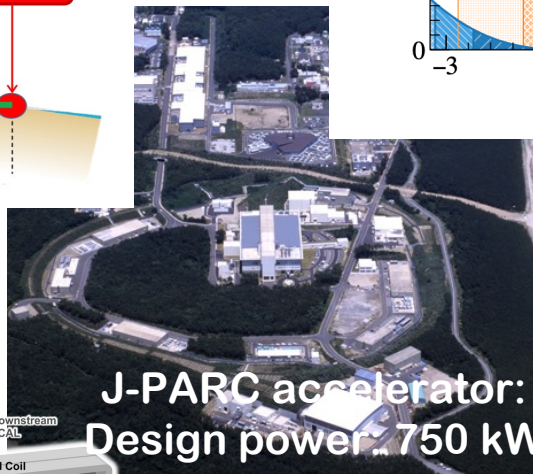 0
−3
J-PARC accelerator:
Design power: 750 kW
ownstream
CAL
l Coil